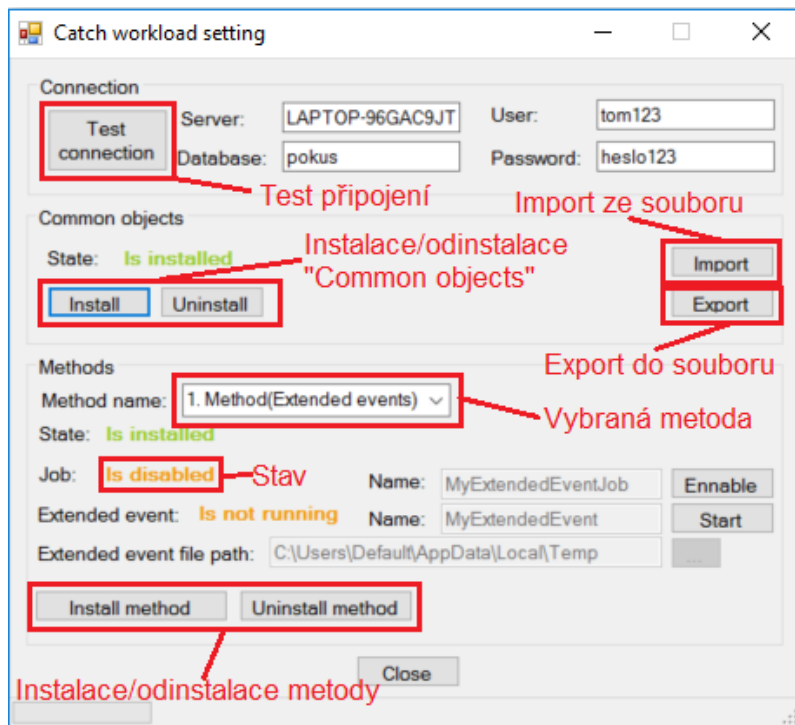 Catch workload setting
Connection
Test connection
Server: LAPTOP-96GAC9JT User: tom123
Database: pokus Password: heslo123
Test připojení
Import ze souboru
Common objects
Instalace/odinstalace
"Common objects"
State: Is installed
Import
Install Uninstall
Export
Export do souboru
Methods
Method name: 1. Method(Extended events)
Vybraná metoda
State: Is installed
Job: Is disabled Stav Name: MyExtendedEventJob Ennable
Extended event: Is not running Name: MyExtendedEvent Start
Extended event file path: C:\Users\Default\AppData\Local\Temp ...
Install method Uninstall method
Close
Instalace/odinstalace metody